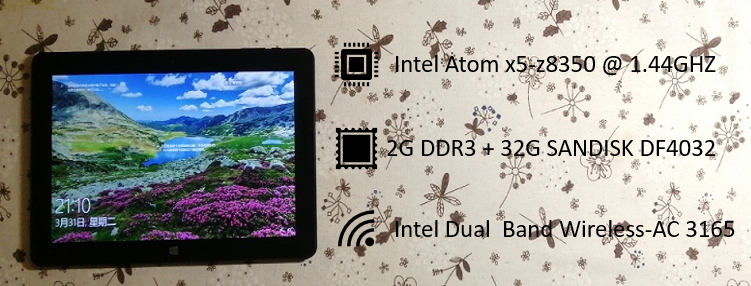 Intel Atom x5-z8350 @ 1.44GHZ
2G DDR3 + 32G SANDISK DF4032
Intel Dual  Band Wireless-AC 3165
21:10
3月31日, 星期二